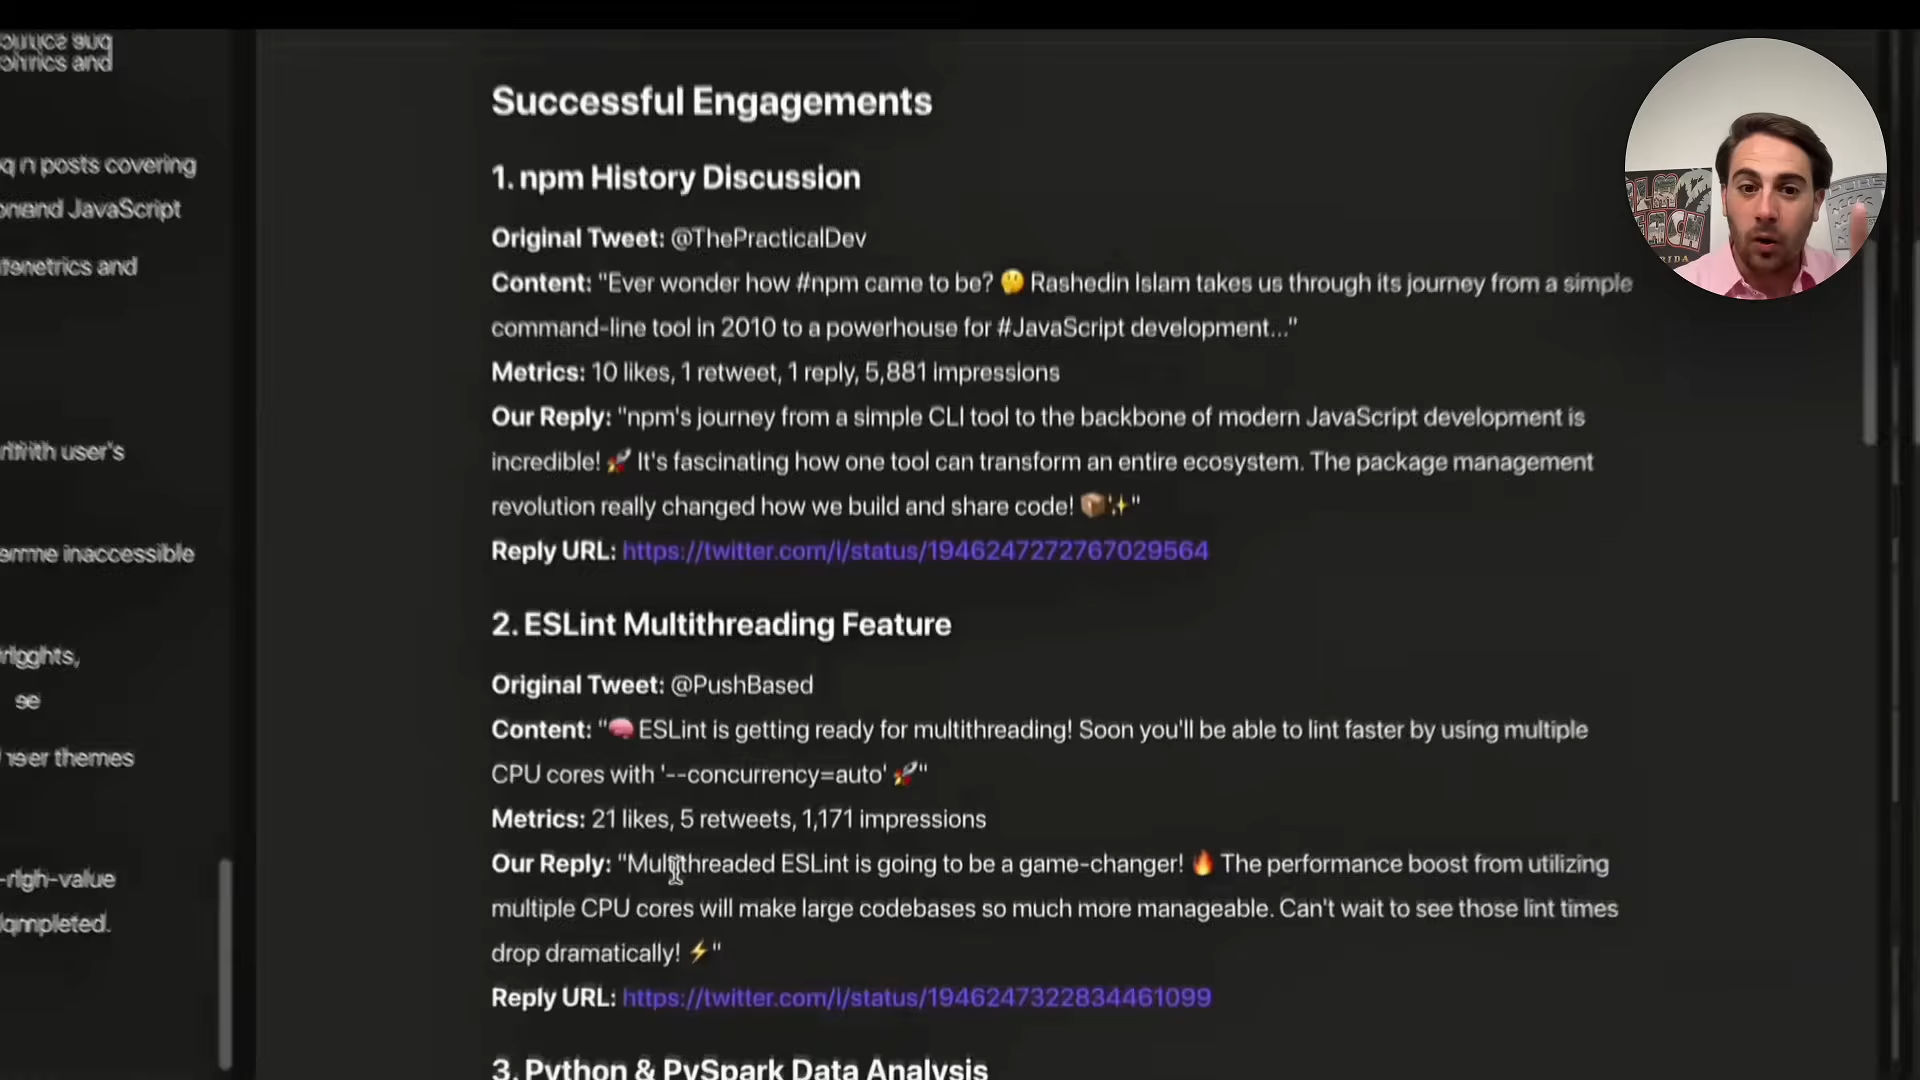 posts covering
JavaScript
and
and
user's
inaccessible
themes
Successful Engagements
1. npm History Discussion
Original Tweet: @ThePracticalDev
Content: "Ever wonder how #npm came to be? 🤔 Rashedin Islam takes us through its journey from a simple
command-line tool in 2010 to a powerhouse for #JavaScript development..."
Metrics: 10 likes, 1 retweet, 1 reply, 5,881 impressions
Our Reply: "npm's journey from a simple CLI tool to the backbone of modern JavaScript development is
incredible! 🚀 It's fascinating how one tool can transform an entire ecosystem. The package management
revolution really changed how we build and share code! 📦✨"
Reply URL: https://twitter.com/i/status/1946247272767029564
2. ESLint Multithreading Feature
Original Tweet: @PushBased
Content: "🧠 ESLint is getting ready for multithreading! Soon you'll be able to lint faster by using multiple
CPU cores with '--concurrency=auto' 🚀"
Metrics: 21 likes, 5 retweets, 1,171 impressions
Our Reply: "Multithreaded ESLint is going to be a game-changer! 🔥 The performance boost from utilizing
multiple CPU cores will make large codebases so much more manageable. Can't wait to see those lint times
drop dramatically! ⚡"
Reply URL: https://twitter.com/i/status/1946247322834461099
3. Python & PySpark Data Analysis